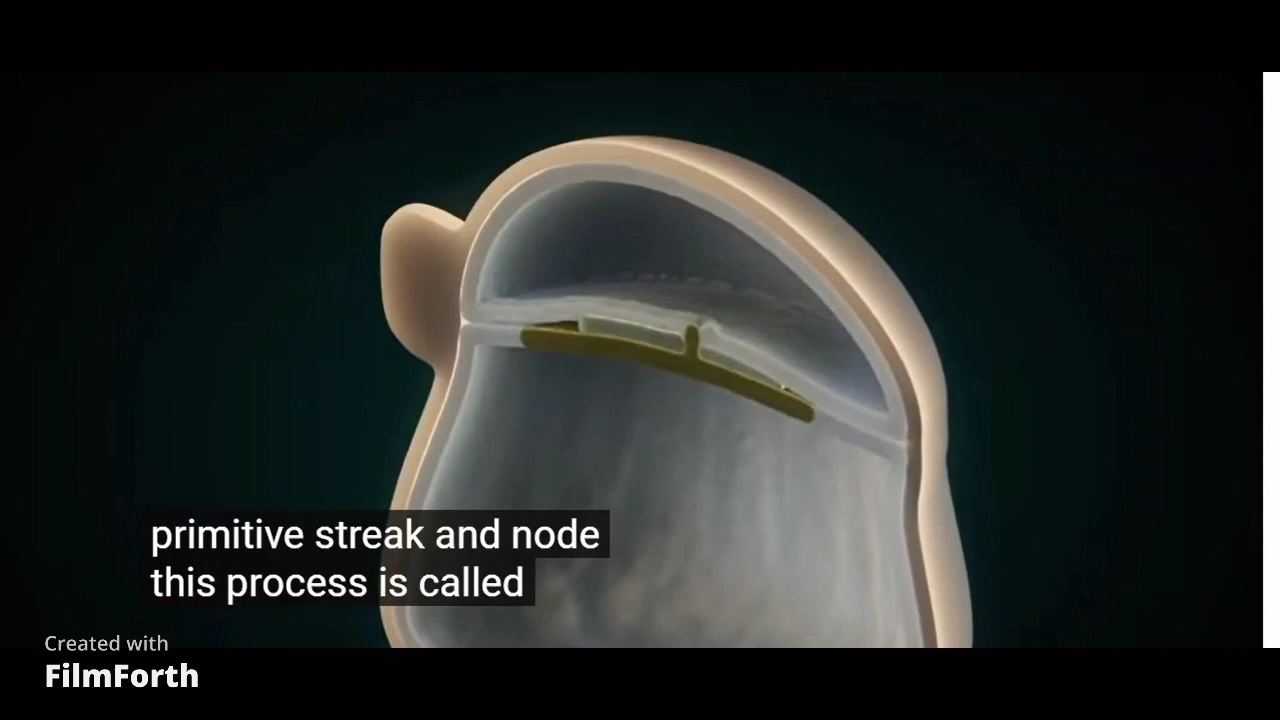 primitive streak and node
this process is called
Created with
FilmForth